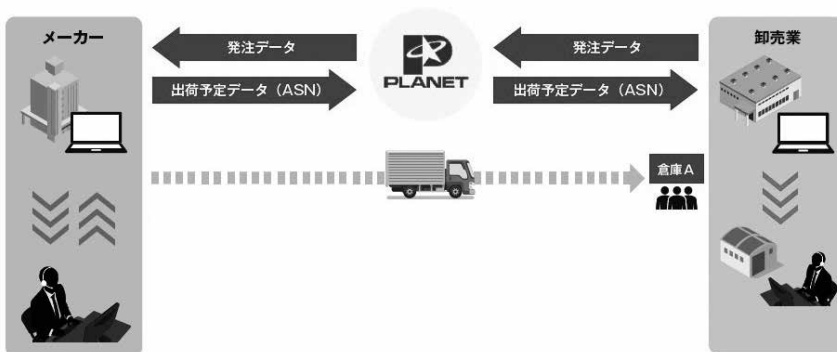 メーカー
発注データ
発注データ
卸売業
出荷予定データ（ASN）
PLANET
出荷予定データ（ASN）
倉庫A